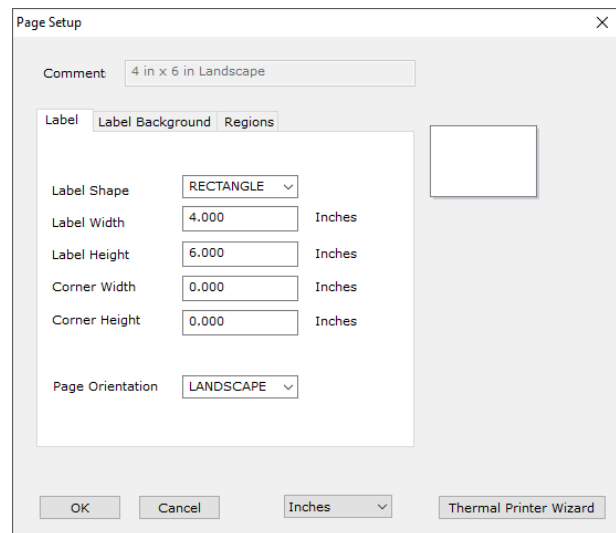 Page Setup
Comment 4 in x 6 in Landscape
Label Label Background Regions
Label Shape RECTANGLE
Label Width 4.000 Inches
Label Height 6.000 Inches
Corner Width 0.000 Inches
Corner Height 0.000 Inches
Page Orientation LANDSCAPE
OK Cancel Inches Thermal Printer Wizard